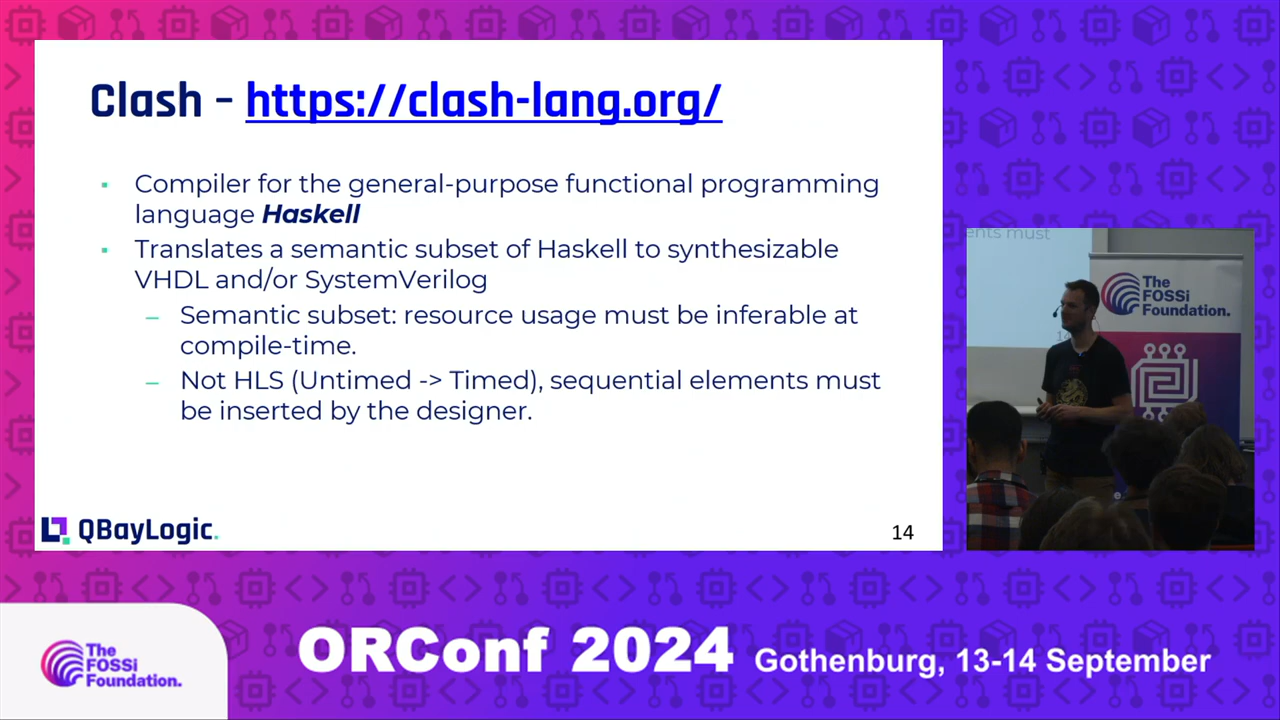 Clash – https://clash-lang.org/
Compiler for the general-purpose functional programming
language Haskell
Translates a semantic subset of Haskell to synthesizable
VHDL and/or SystemVerilog
– Semantic subset: resource usage must be inferable at
compile-time.
– Not HLS (Untimed -> Timed), sequential elements must
be inserted by the designer.
QBayLogic.
14
ents must
The
FOSSi
Foundation.
The
FOSSi
Foundation.
ORConf 2024 Gothenburg, 13-14 September